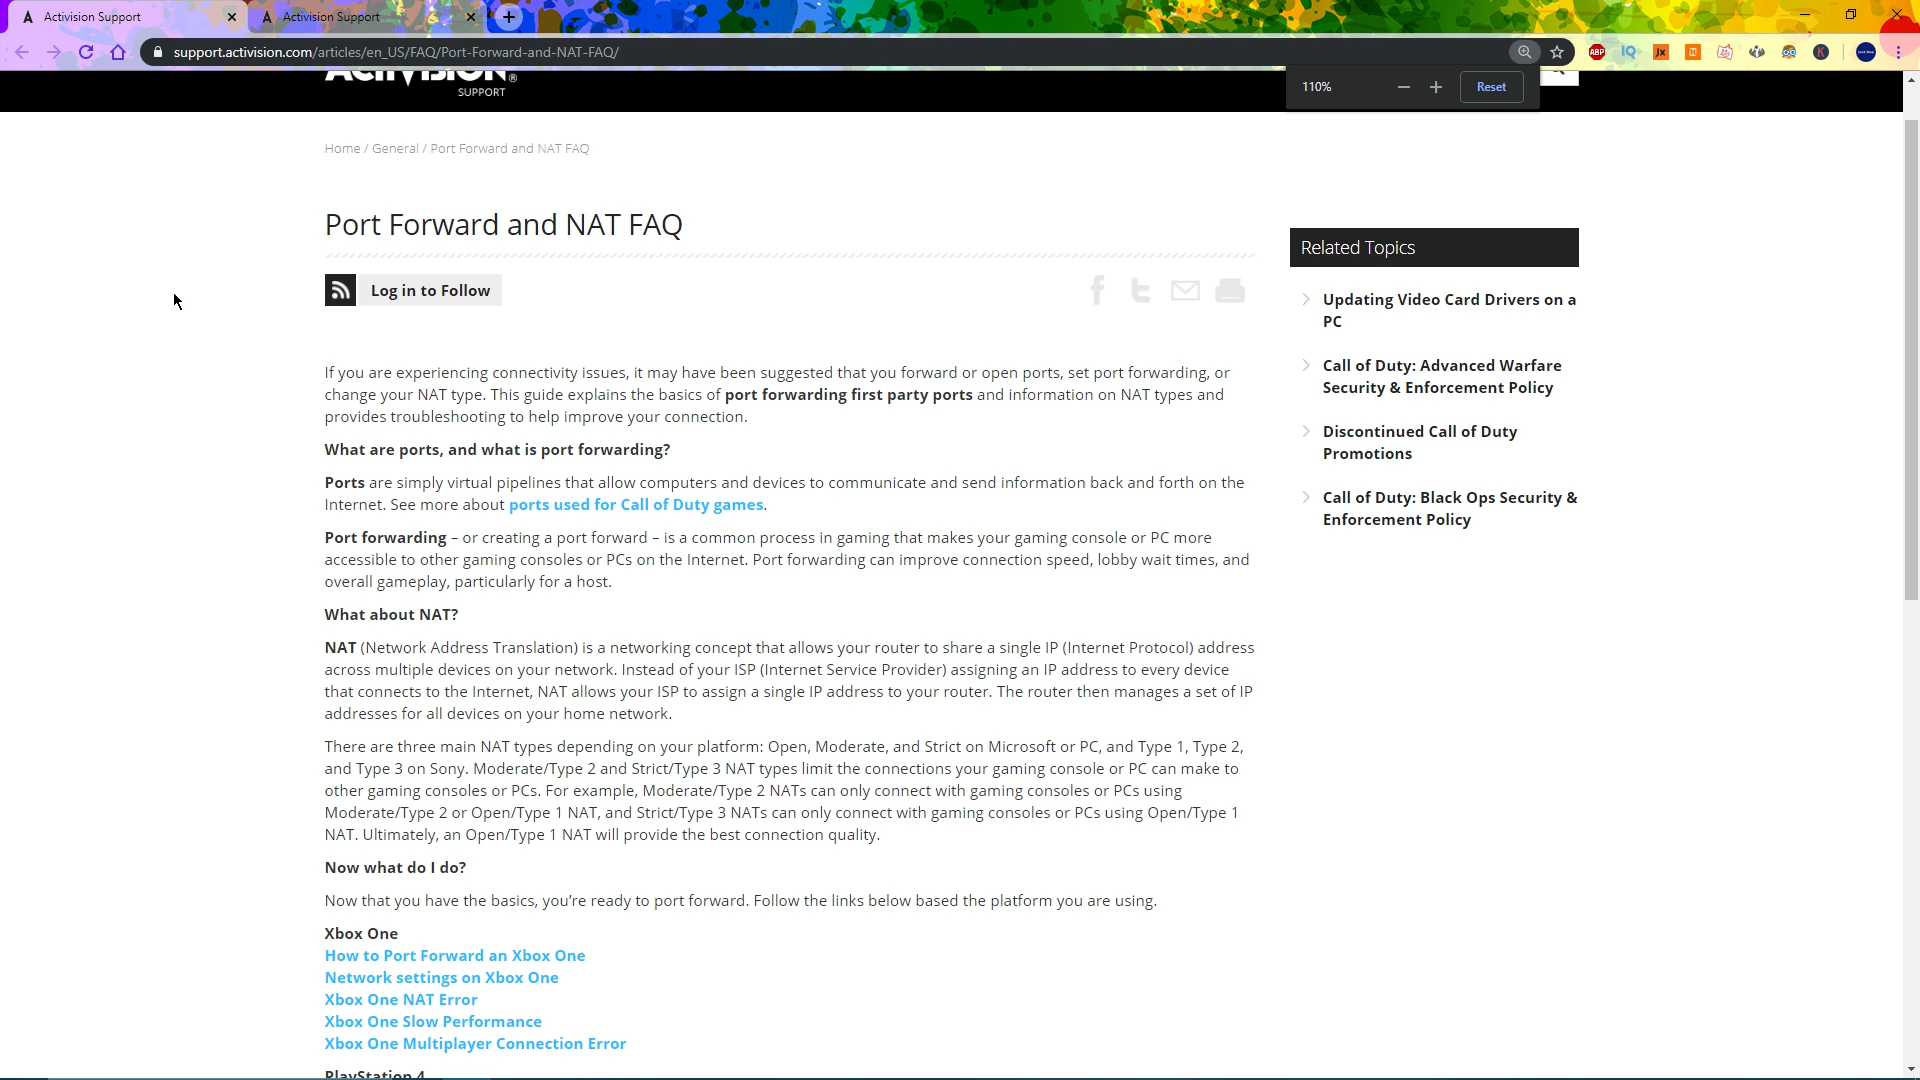 Activision Support
Activision Support
support.activision.com/articles/en_US/FAQ/Port-Forward-and-NAT-FAQ/
ABP
IQ
Jx
K
110%
Reset
ACTIVISION®
SUPPORT
Home / General / Port Forward and NAT FAQ
Port Forward and NAT FAQ
Log in to Follow
If you are experiencing connectivity issues, it may have been suggested that you forward or open ports, set port forwarding, or
change your NAT type. This guide explains the basics of port forwarding first party ports and information on NAT types and
provides troubleshooting to help improve your connection.
What are ports, and what is port forwarding?
Ports are simply virtual pipelines that allow computers and devices to communicate and send information back and forth on the
Internet. See more about ports used for Call of Duty games.
Port forwarding – or creating a port forward – is a common process in gaming that makes your gaming console or PC more
accessible to other gaming consoles or PCs on the Internet. Port forwarding can improve connection speed, lobby wait times, and
overall gameplay, particularly for a host.
What about NAT?
NAT (Network Address Translation) is a networking concept that allows your router to share a single IP (Internet Protocol) address
across multiple devices on your network. Instead of your ISP (Internet Service Provider) assigning an IP address to every device
that connects to the Internet, NAT allows your ISP to assign a single IP address to your router. The router then manages a set of IP
addresses for all devices on your home network.
There are three main NAT types depending on your platform: Open, Moderate, and Strict on Microsoft or PC, and Type 1, Type 2,
and Type 3 on Sony. Moderate/Type 2 and Strict/Type 3 NAT types limit the connections your gaming console or PC can make to
other gaming consoles or PCs. For example, Moderate/Type 2 NATs can only connect with gaming consoles or PCs using
Moderate/Type 2 or Open/Type 1 NAT, and Strict/Type 3 NATs can only connect with gaming consoles or PCs using Open/Type 1
NAT. Ultimately, an Open/Type 1 NAT will provide the best connection quality.
Now what do I do?
Now that you have the basics, you're ready to port forward. Follow the links below based the platform you are using.
Xbox One
How to Port Forward an Xbox One
Network settings on Xbox One
Xbox One NAT Error
Xbox One Slow Performance
Xbox One Multiplayer Connection Error
PlayStation 4
Related Topics
Updating Video Card Drivers on a
PC
Call of Duty: Advanced Warfare
Security & Enforcement Policy
Discontinued Call of Duty
Promotions
Call of Duty: Black Ops Security &
Enforcement Policy